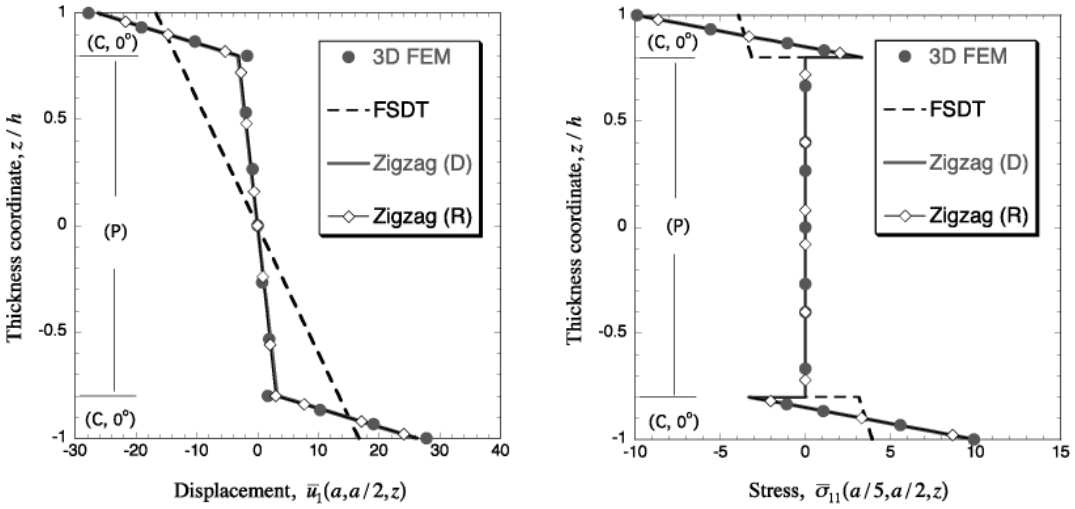 1
0.5
0
-0.5
-1
Thickness coordinate, z / h
(C, 0°)
(P)
(C, 0°)
3D FEM
FSDT
Zigzag (D)
Zigzag (R)
-30 -20 -10 0 10 20 30 40
Displacement, u̅₁(a,a/2,z)
1
0.5
0
-0.5
-1
Thickness coordinate, z / h
(C, 0°)
(P)
(C, 0°)
3D FEM
FSDT
Zigzag (D)
Zigzag (R)
-10 -5 0 5 10 15
Stress, σ̅₁₁(a/5,a/2,z)